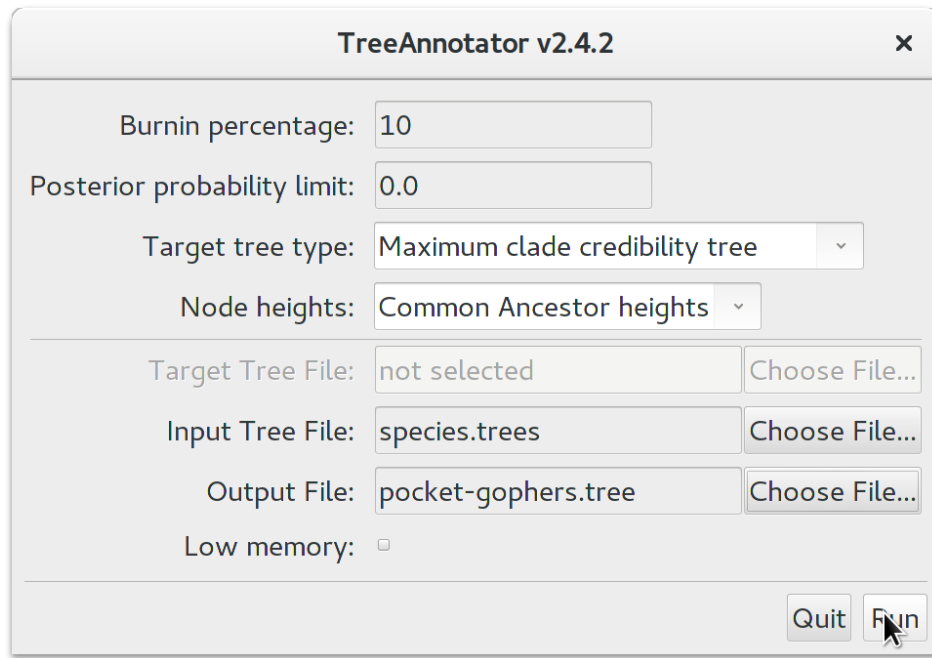 TreeAnnotator v2.4.2 ×
Burnin percentage: 10
Posterior probability limit: 0.0
Target tree type: Maximum clade credibility tree
Node heights: Common Ancestor heights
Target Tree File: not selected Choose File...
Input Tree File: species.trees Choose File...
Output File: pocket-gophers.tree Choose File...
Low memory:
Quit Run